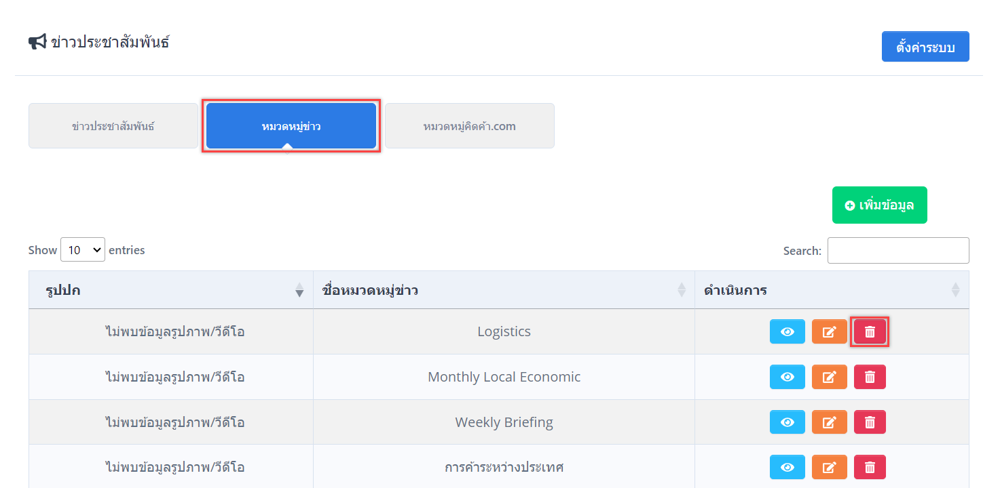 ข่าวประชาสัมพันธ์
ตั้งค่าระบบ
ข่าวประชาสัมพันธ์ หมวดหมู่ข่าว หมวดหมู่คิดค้า.com
เพิ่มข้อมูล
Show 10 entries Search:
รูปปก ชื่อหมวดหมู่ข่าว ดำเนินการ
ไม่พบข้อมูลรูปภาพ/วีดีโอ Logistics
ไม่พบข้อมูลรูปภาพ/วีดีโอ Monthly Local Economic
ไม่พบข้อมูลรูปภาพ/วีดีโอ Weekly Briefing
ไม่พบข้อมูลรูปภาพ/วีดีโอ การค้าระหว่างประเทศ